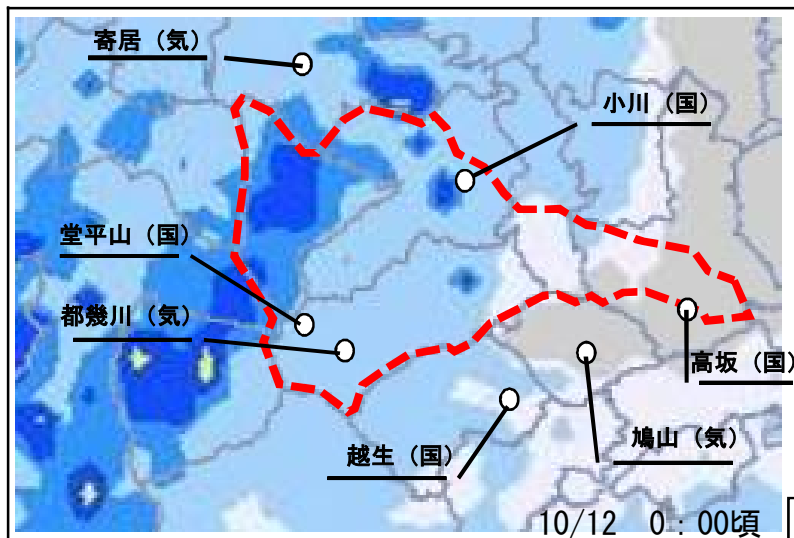 寄居（気）
小川（国）
堂平山（国）
都幾川（気）
高坂（国）
鳩山（気）
越生（国）
10/12　0：00頃